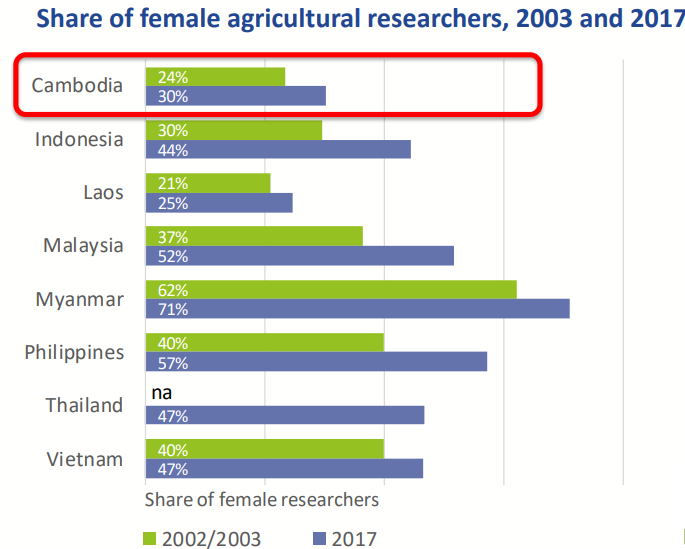 Share of female agricultural researchers, 2003 and 2017
Cambodia
24%
30%
Indonesia
30%
44%
Laos
21%
25%
Malaysia
37%
52%
Myanmar
62%
71%
Philippines
40%
57%
Thailand
na
47%
Vietnam
40%
47%
Share of female researchers
2002/2003
2017